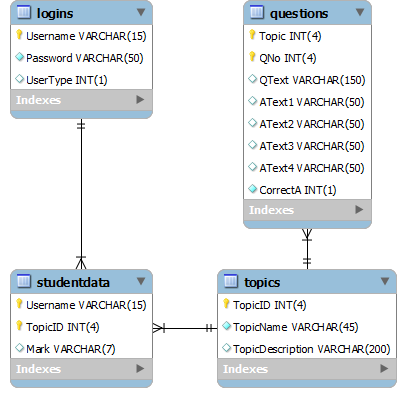 logins
Username VARCHAR(15)
Password VARCHAR(50)
UserType INT(1)
Indexes
questions
Topic INT(4)
QNo INT(4)
QText VARCHAR(150)
AText1 VARCHAR(50)
AText2 VARCHAR(50)
AText3 VARCHAR(50)
AText4 VARCHAR(50)
CorrectA INT(1)
Indexes
studentdata
Username VARCHAR(15)
TopicID INT(4)
Mark VARCHAR(7)
Indexes
topics
TopicID INT(4)
TopicName VARCHAR(45)
TopicDescription VARCHAR(200)
Indexes